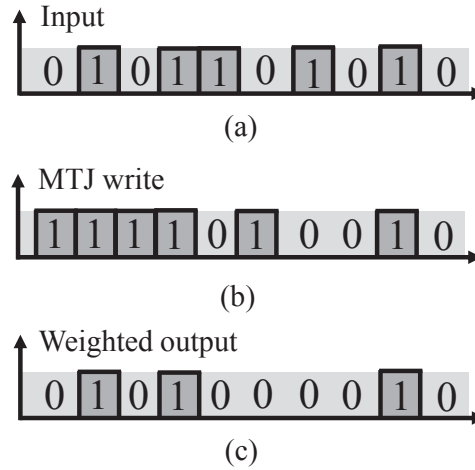 Input
0 1 0 1 1 0 1 0 1 0
(a)
MTJ write
1 1 1 1 0 1 0 0 1 0
(b)
Weighted output
0 1 0 1 0 0 0 0 1 0
(c)